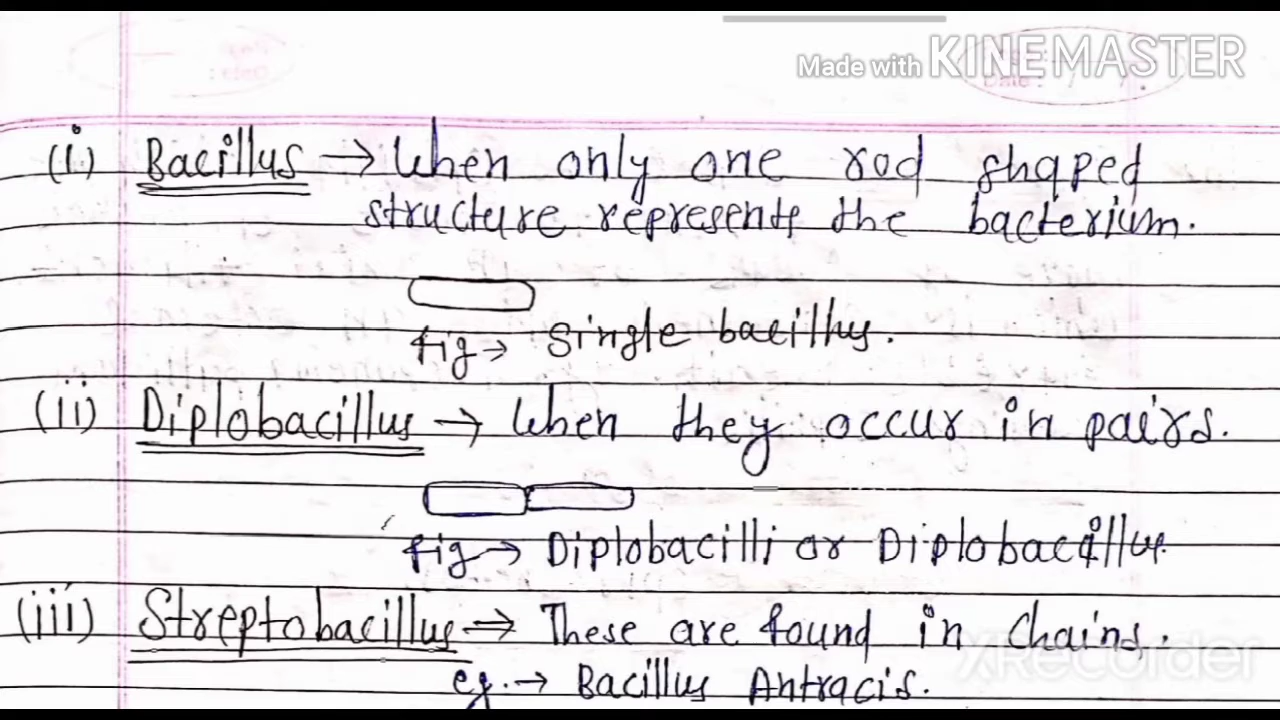 Made with KINEMASTER
(i.) Bacillus → When only one rod shaped
structure represents the bacterium.
fig → Single bacillus.
(ii) Diplobacillus → When they occur in pairs.
fig → Diplobacilli or Diplobacillus.
(iii) Streptobacillus → These are found in Chains.
XRecorder
eg. → Bacillus Antracis.